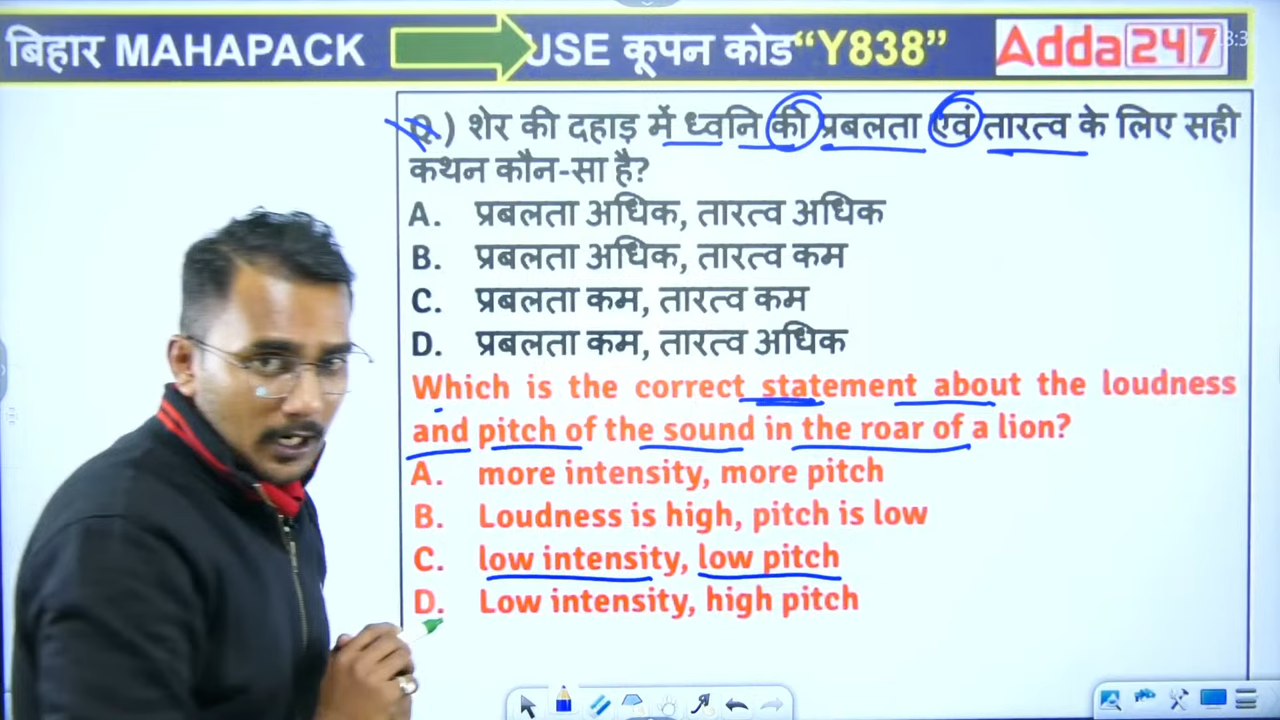 बिहार MAHAPACK USE कूपन कोड“Y838” Adda247
Q.) शेर की दहाड़ में ध्वनि की प्रबलता एवं तारत्व के लिए सही
कथन कौन-सा है?
A. प्रबलता अधिक, तारत्व अधिक
B. प्रबलता अधिक, तारत्व कम
C. प्रबलता कम, तारत्व कम
D. प्रबलता कम, तारत्व अधिक
Which is the correct statement about the loudness
and pitch of the sound in the roar of a lion?
A. more intensity, more pitch
B. Loudness is high, pitch is low
C. low intensity, low pitch
D. Low intensity, high pitch